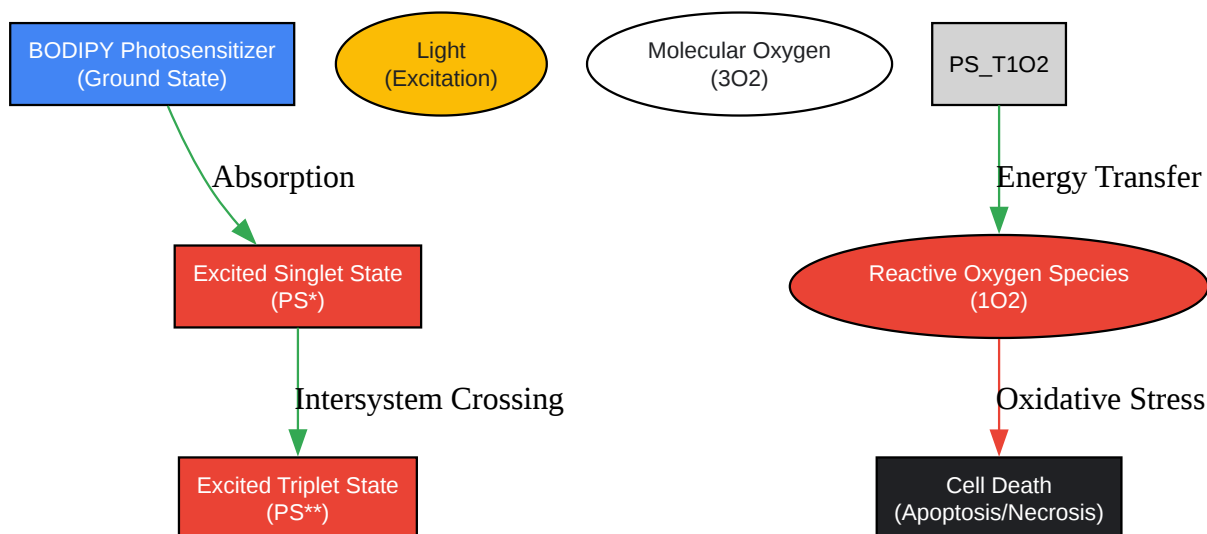 BODIPY Photosensitizer
(Ground State)
Light
(Excitation)
Molecular Oxygen
(3O2)
PS_T1O2
Absorption
Energy Transfer
Excited Singlet State
(PS*)
Reactive Oxygen Species
(1O2)
Intersystem Crossing
Oxidative Stress
Excited Triplet State
(PS**)
Cell Death
(Apoptosis/Necrosis)